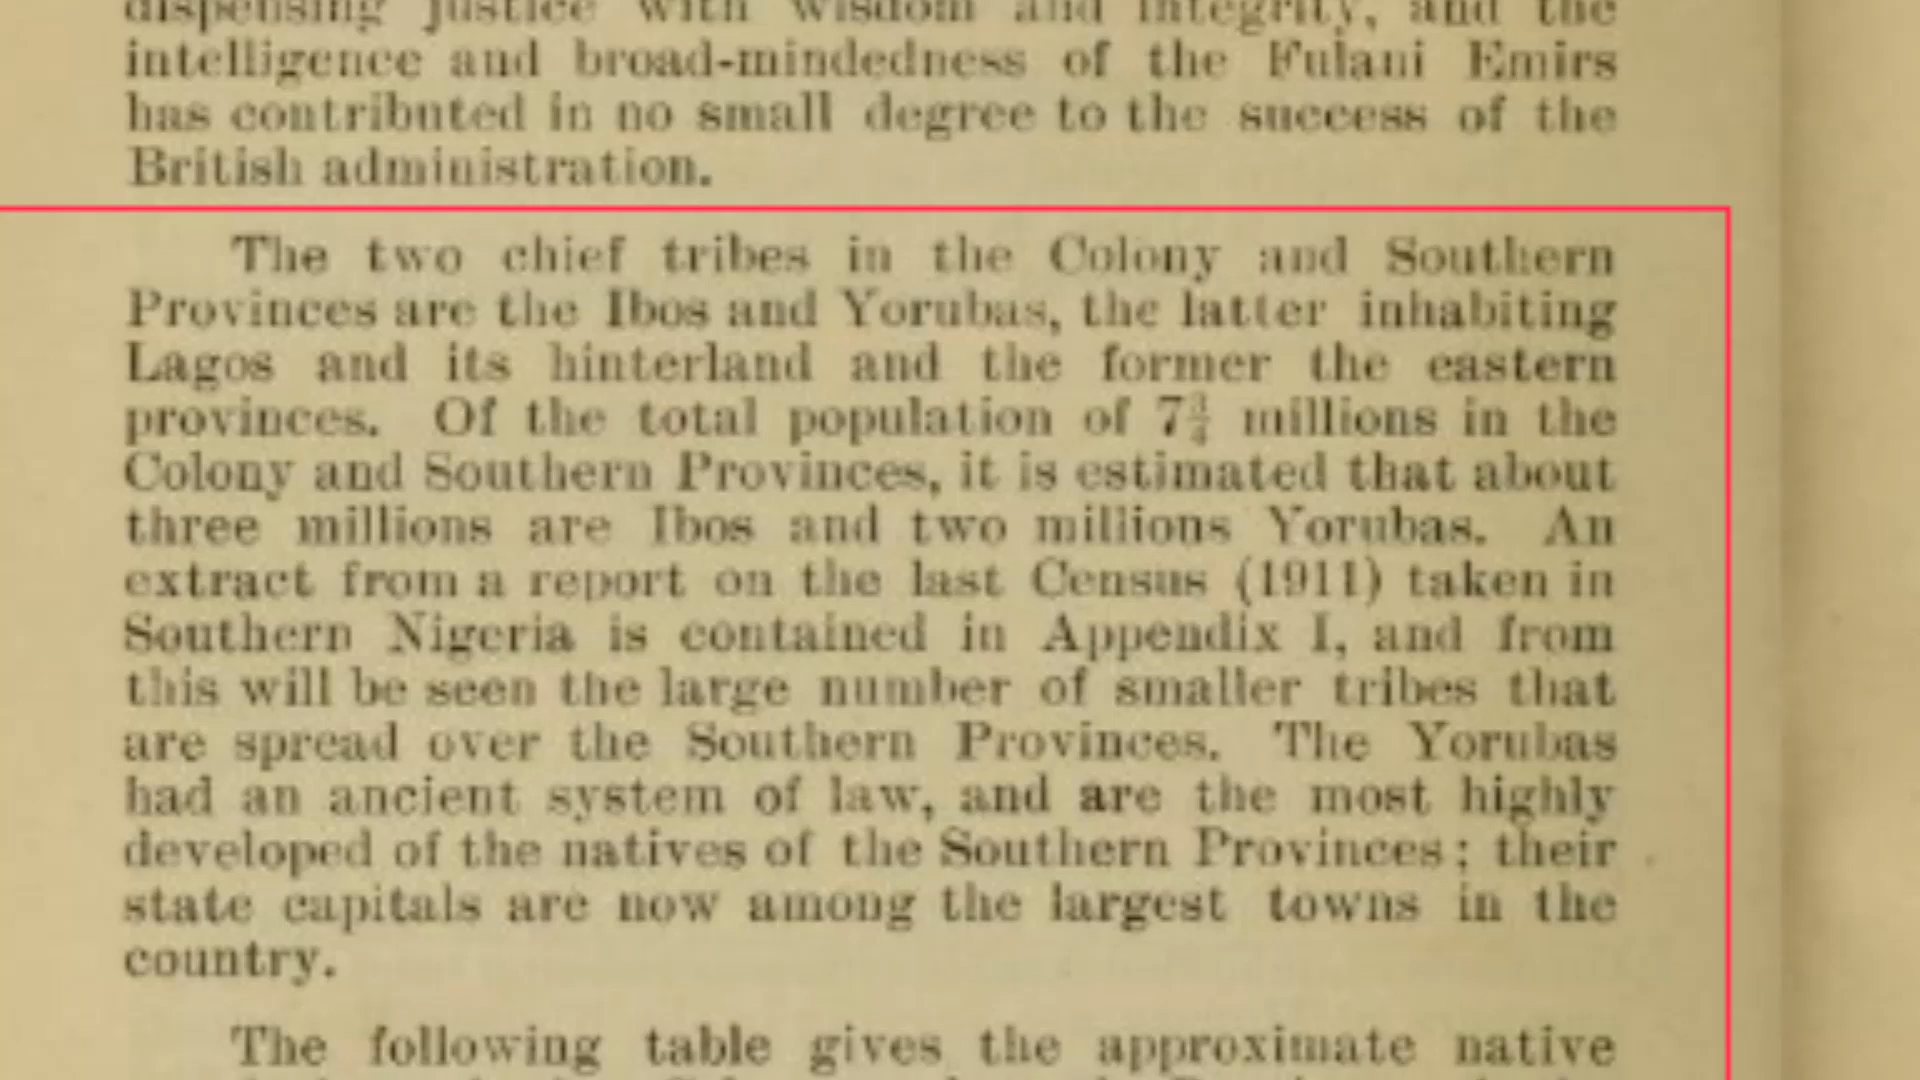 dispensing justice with wisdom and integrity, and the
intelligence and broad-mindedness of the Fulani Emirs
has contributed in no small degree to the success of the
British administration.
The two chief tribes in the Colony and Southern
Provinces are the Ibos and Yorubas, the latter inhabiting
Lagos and its hinterland and the former the eastern
provinces. Of the total population of 7¾ millions in the
Colony and Southern Provinces, it is estimated that about
three millions are Ibos and two millions Yorubas. An
extract from a report on the last Census (1911) taken in
Southern Nigeria is contained in Appendix I, and from
this will be seen the large number of smaller tribes that
are spread over the Southern Provinces. The Yorubas
had an ancient system of law, and are the most highly
developed of the natives of the Southern Provinces; their
state capitals are now among the largest towns in the
country.
The following table gives the approximate native